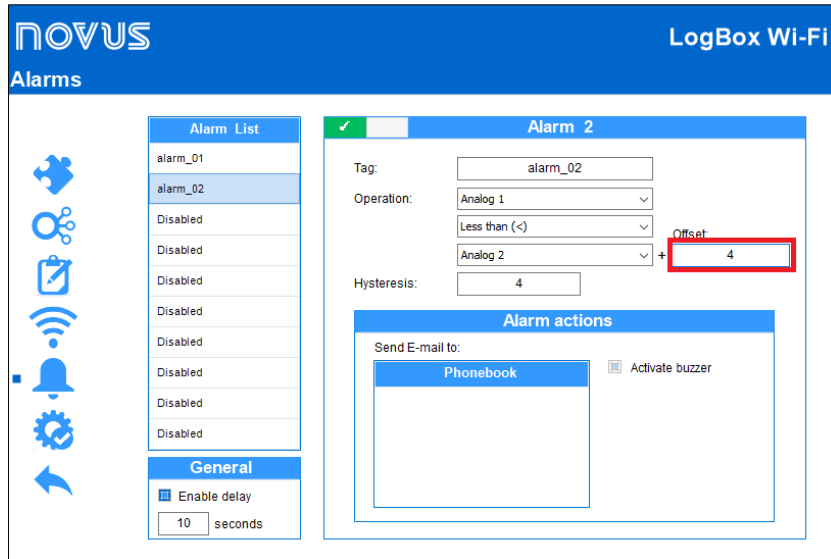 NOVUS
LogBox Wi-Fi
Alarms
Alarm List
alarm_01
alarm_02
Disabled
Disabled
Disabled
Disabled
Disabled
Disabled
Disabled
Disabled
General
Enable delay
10 seconds
Alarm 2
Tag: alarm_02
Operation: Analog 1
Less than (<)
Offset:
Analog 2 + 4
Hysteresis: 4
Alarm actions
Send E-mail to:
Phonebook
Activate buzzer